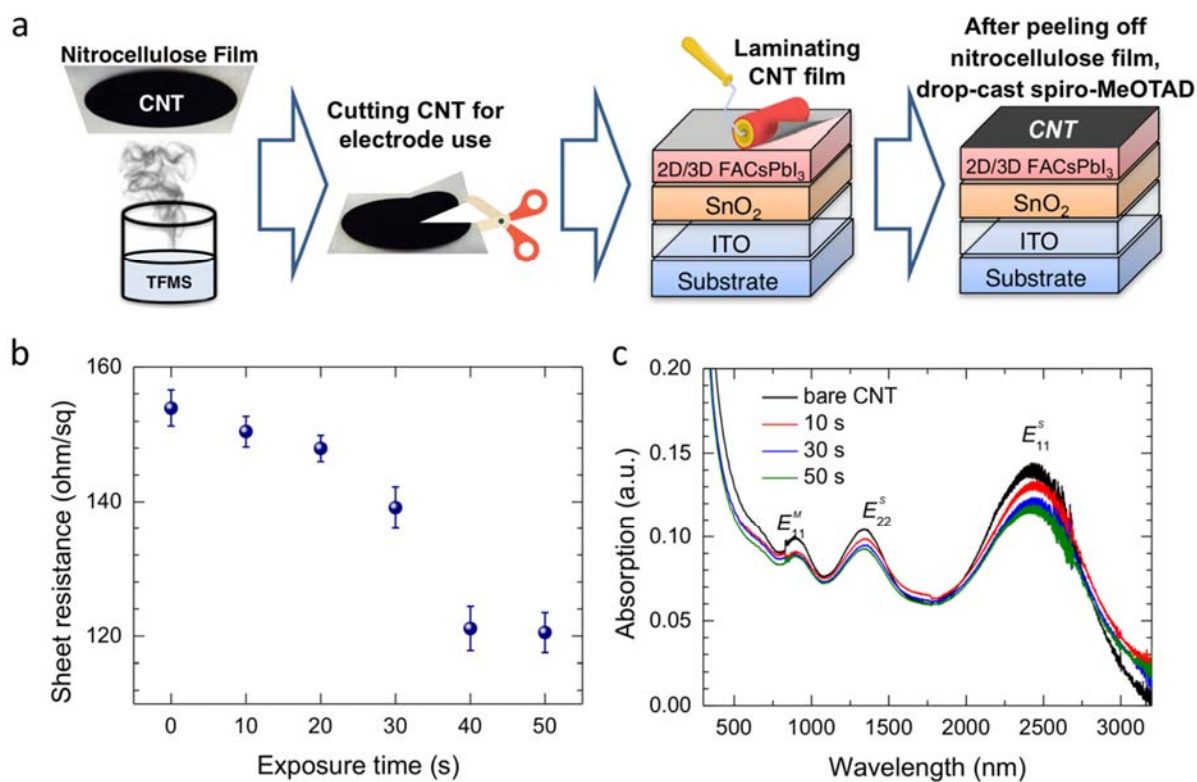 a
Nitrocellulose Film
CNT
TFMS
Cutting CNT for
electrode use
Laminating
CNT film
2D/3D FACsPbI₃
SnO₂
ITO
Substrate
After peeling off
nitrocellulose film,
drop-cast spiro-MeOTAD
CNT
2D/3D FACsPbI₃
SnO₂
ITO
Substrate
b
160
140
120
Sheet resistance (ohm/sq)
0 10 20 30 40 50
Exposure time (s)
c
0.20
0.15
0.10
0.05
0.00
Absorption (a.u.)
bare CNT
10 s
30 s
50 s
E₁₁ᴹ
E₂₂ˢ
E₁₁ˢ
500 1000 1500 2000 2500 3000
Wavelength (nm)